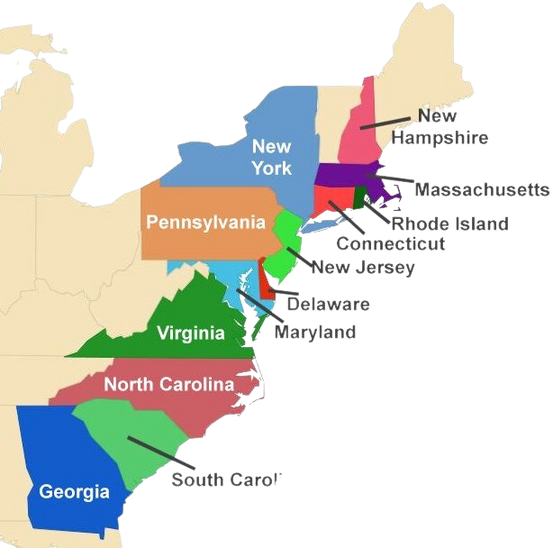 New
Hampshire
New
York
Massachusetts
Pennsylvania
Rhode Island
Connecticut
New Jersey
Delaware
Virginia
Maryland
North Carolina
South Carol
Georgia